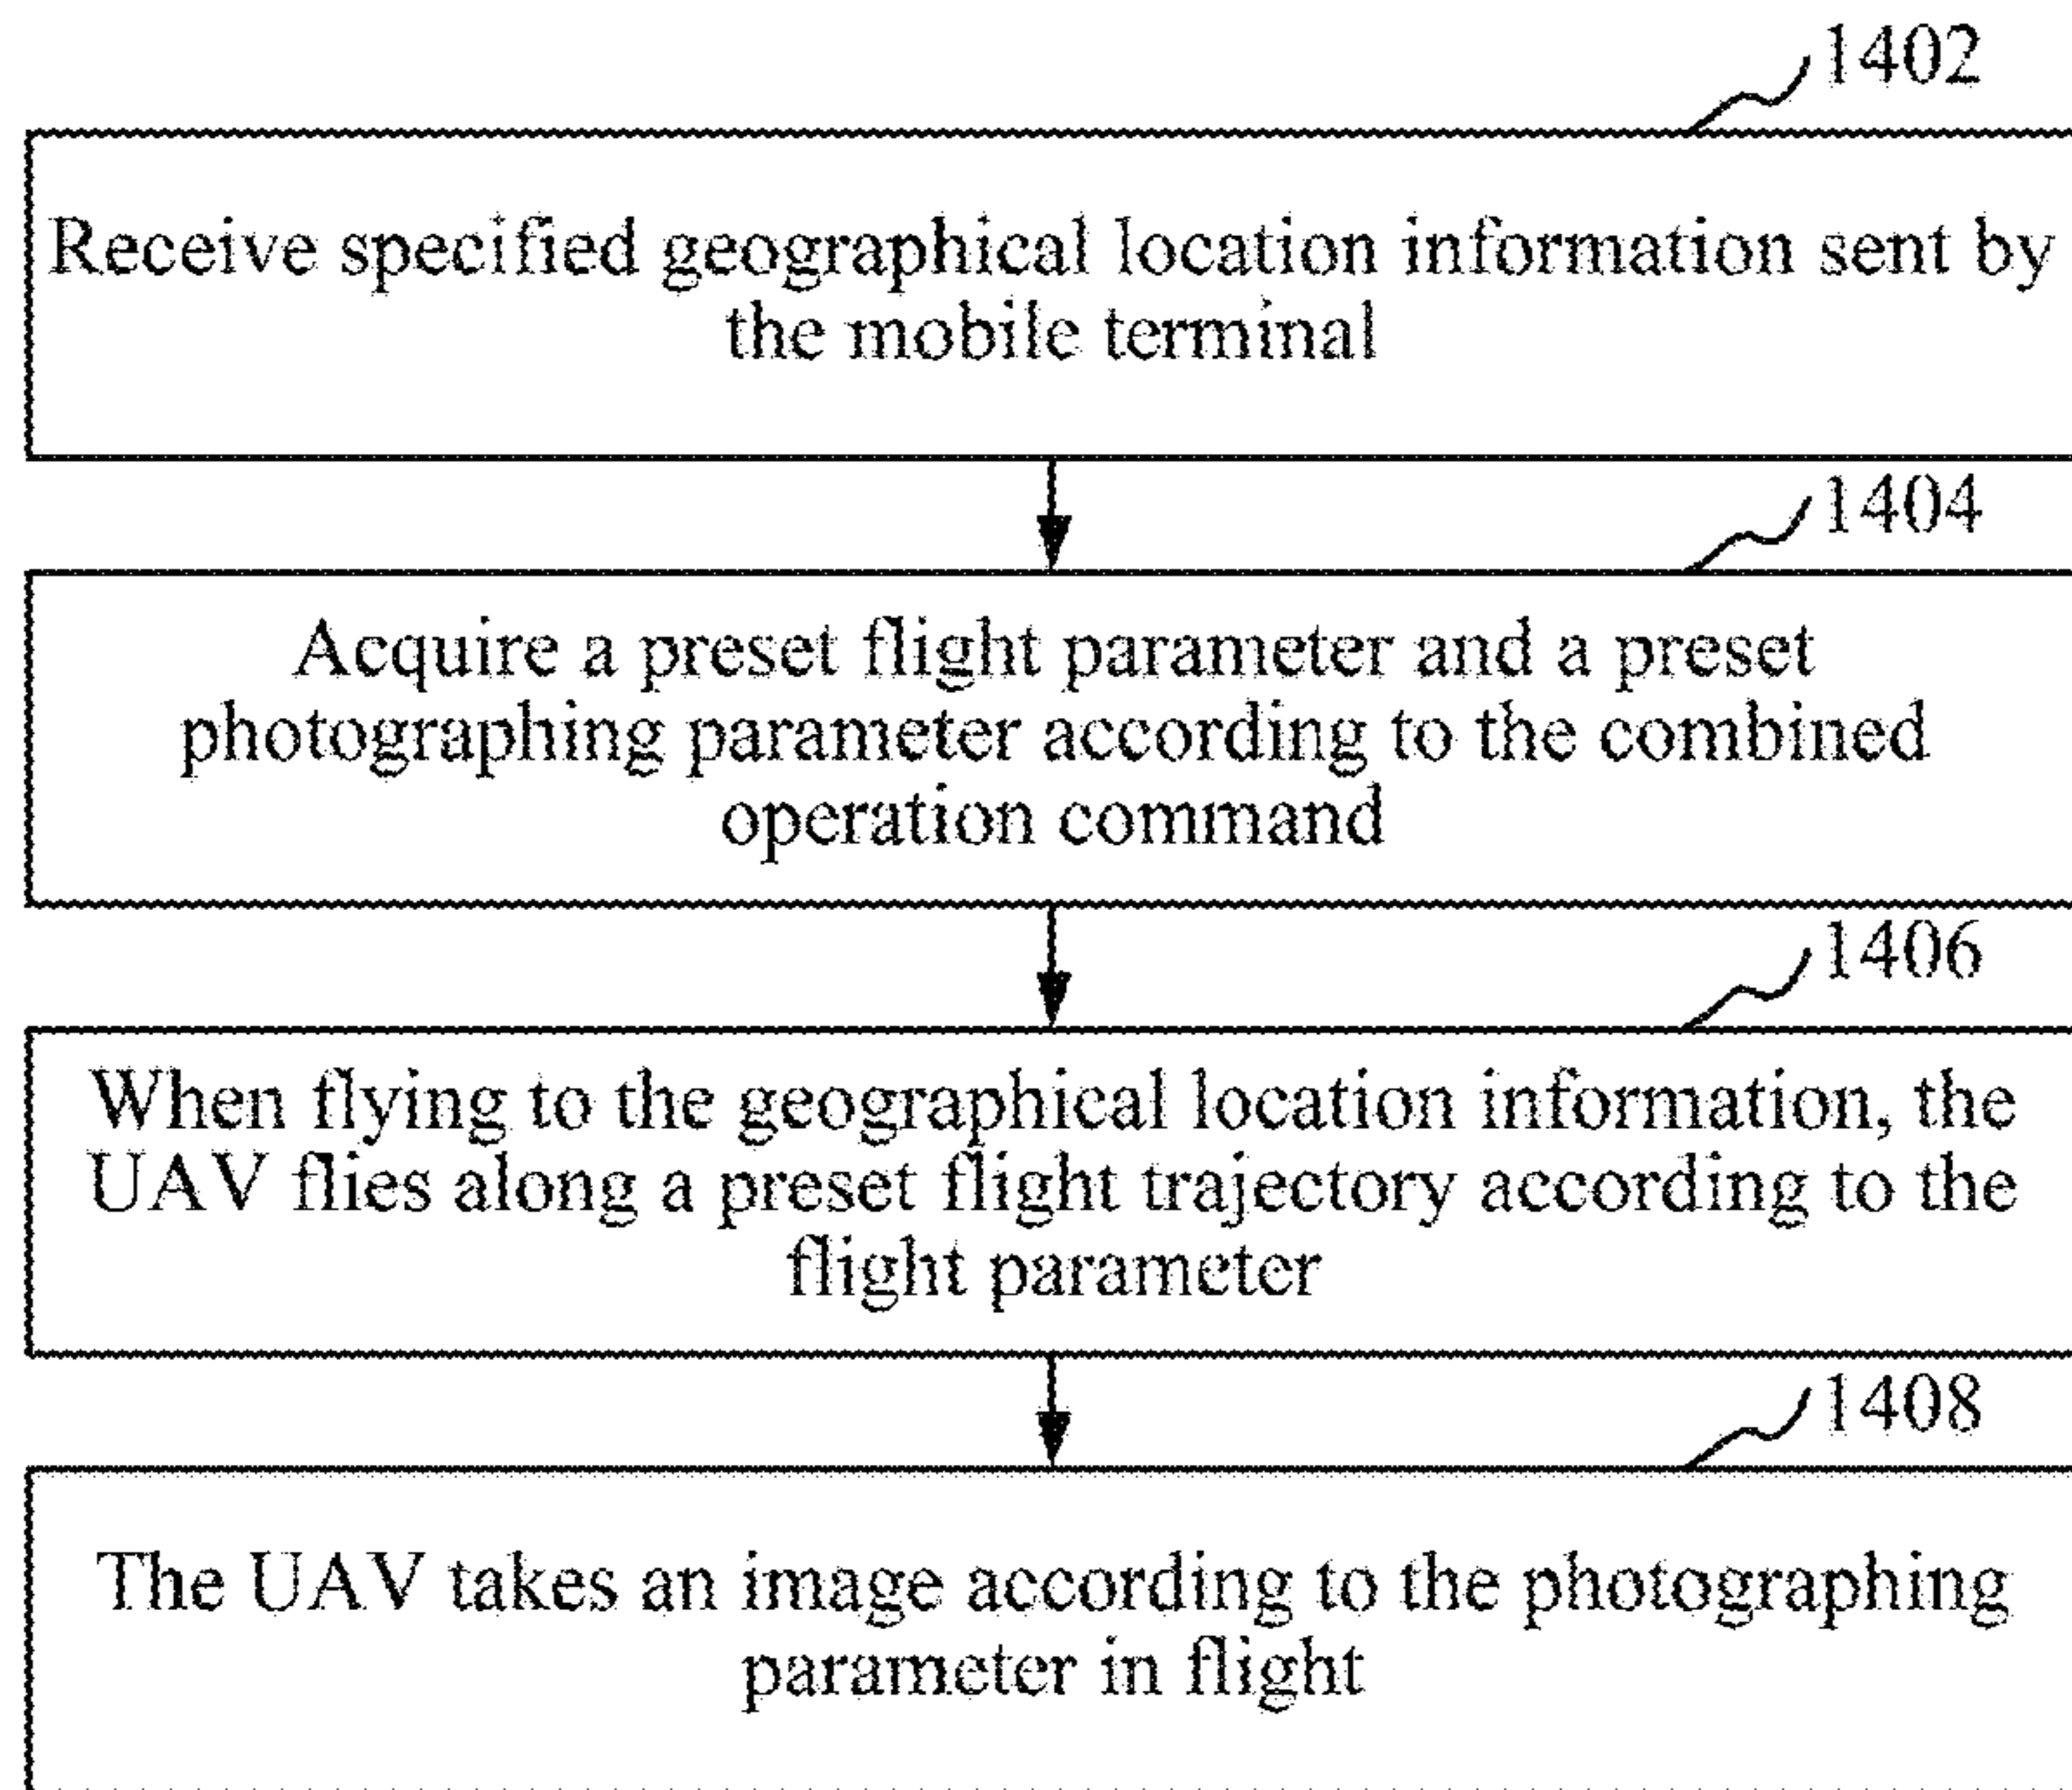 1402
Receive specified geographical location information sent by
the mobile terminal
1404
Acquire a preset flight parameter and a preset
photographing parameter according to the combined
operation command
1406
When flying to the geographical location information, the
UAV flies along a preset flight trajectory according to the
flight parameter
1408
The UAV takes an image according to the photographing
parameter in flight